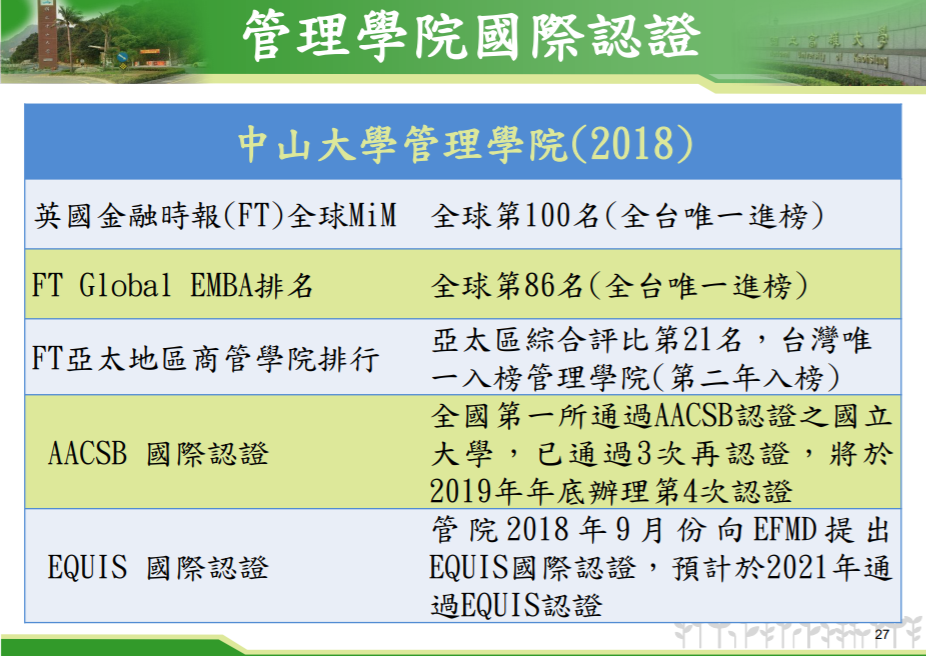 管理學院國際認證
中山大學管理學院(2018)
英國金融時報(FT)全球MiM 全球第100名(全台唯一進榜)
FT Global EMBA排名 全球第86名(全台唯一進榜)
FT亞太地區商管學院排行
亞太區綜合評比第21名，台灣唯
一入榜管理學院(第二年入榜)
AACSB 國際認證
全國第一所通過AACSB認證之國立
大學，已通過3次再認證，將於
2019年年底辦理第4次認證
EQUIS 國際認證
管院2018年9月份向EFMD提出
EQUIS國際認證，預計於2021年通
過EQUIS認證
27